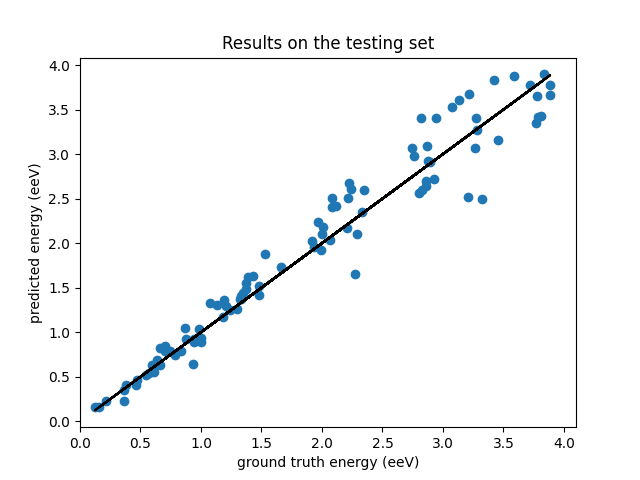 Results on the testing set
4.0
3.5
3.0
2.5
2.0
1.5
1.0
0.5
0.0
predicted energy (eeV)
0.0 0.5 1.0 1.5 2.0 2.5 3.0 3.5 4.0
ground truth energy (eeV)